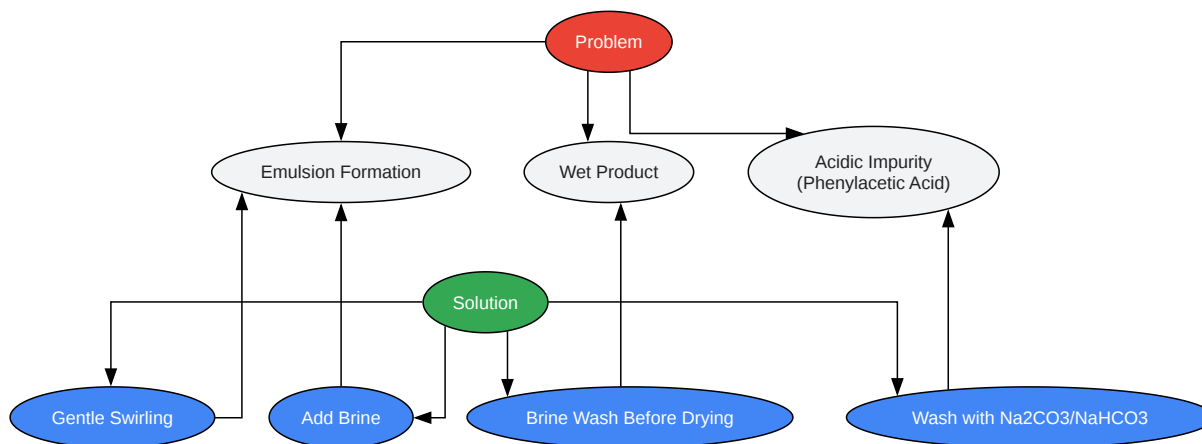 Problem
Emulsion Formation
Wet Product
Acidic Impurity
(Phenylacetic Acid)
Solution
Gentle Swirling
Add Brine
Brine Wash Before Drying
Wash with Na2CO3/NaHCO3